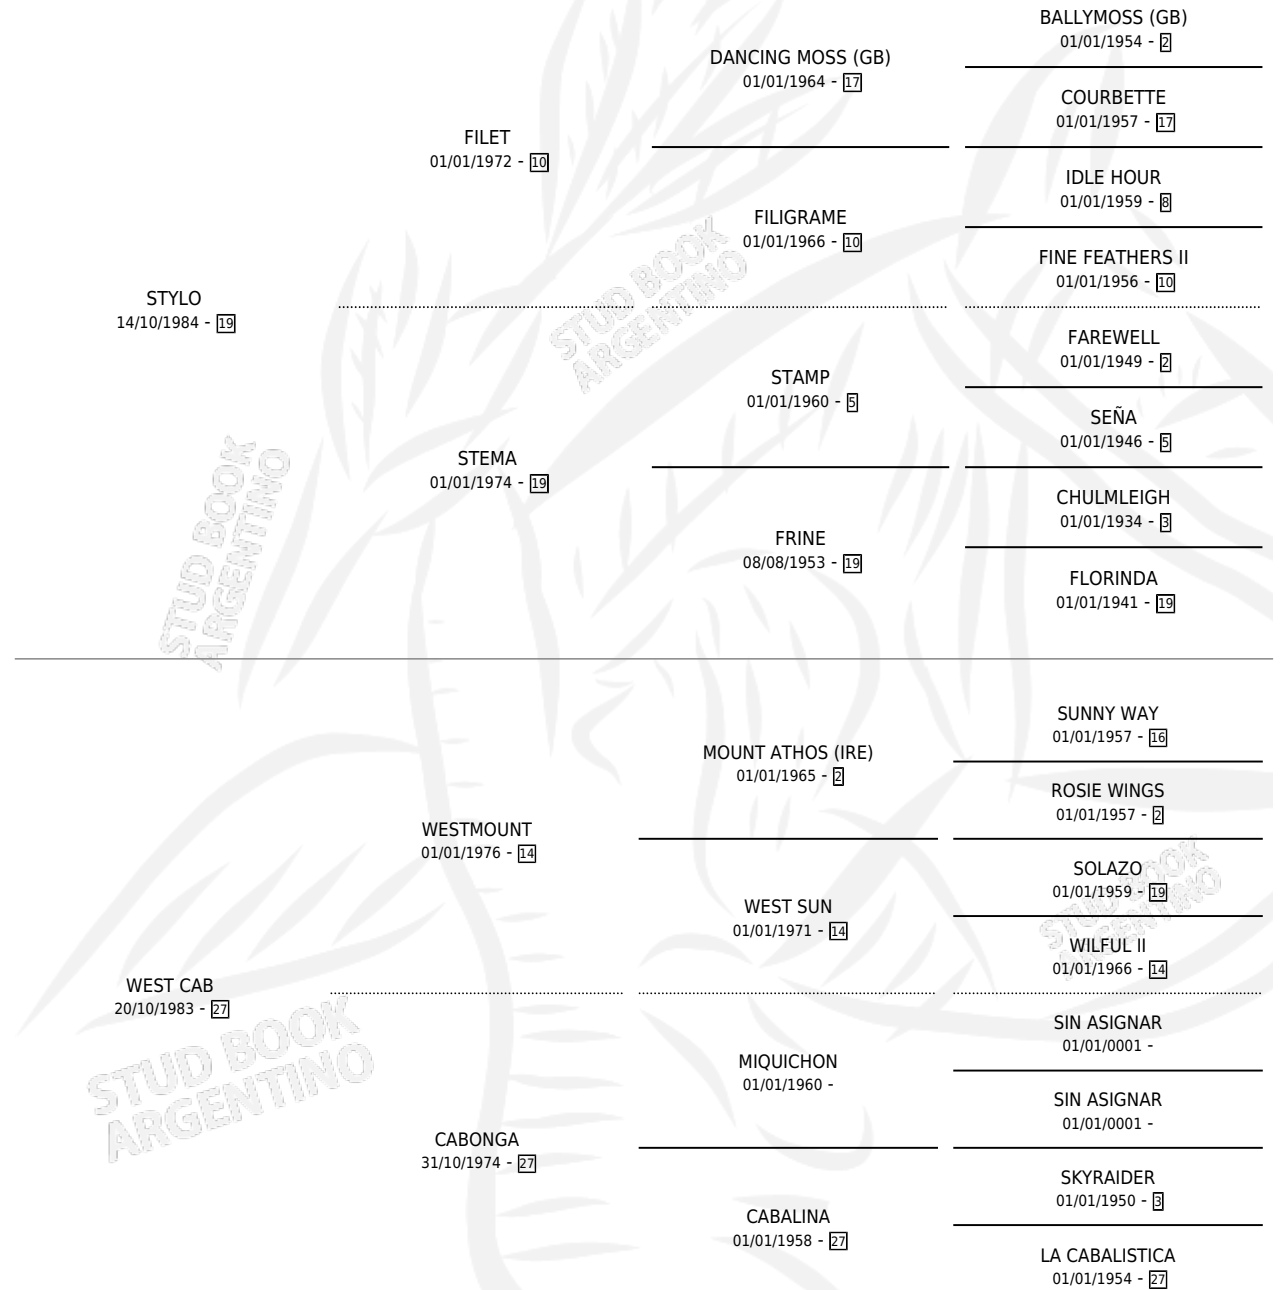 BALLYMOSS (GB)
01/01/1954 - 2
DANCING MOSS (GB)
01/01/1964 - 17
COURBETTE
01/01/1957 - 17
FILET
01/01/1972 - 10
IDLE HOUR
01/01/1959 - 8
FILIGRAME
01/01/1966 - 10
FINE FEATHERS II
01/01/1956 - 10
STYLO
14/10/1984 - 19
STUD BOOK
ARGENTINO
FAREWELL
01/01/1949 - 2
STAMP
01/01/1960 - 5
SEÑA
01/01/1946 - 5
STEMA
01/01/1974 - 19
CHULMLEIGH
01/01/1934 - 3
FRINE
08/08/1953 - 19
FLORINDA
01/01/1941 - 19
STUD BOOK
ARGENTINO
SUNNY WAY
01/01/1957 - 16
MOUNT ATHOS (IRE)
01/01/1965 - 2
ROSIE WINGS
01/01/1957 - 2
WESTMOUNT
01/01/1976 - 14
SOLAZO
01/01/1959 - 19
WEST SUN
01/01/1971 - 14
WILFUL II
01/01/1966 - 14
STUD BOOK
ARGENTINO
WEST CAB
20/10/1983 - 27
SIN ASIGNAR
01/01/0001 -
MIQUICHON
01/01/1960 -
SIN ASIGNAR
01/01/0001 -
STUD BOOK
ARGENTINO
CABONGA
31/10/1974 - 27
SKYRAIDER
01/01/1950 - 3
CABALINA
01/01/1958 - 27
LA CABALISTICA
01/01/1954 - 27